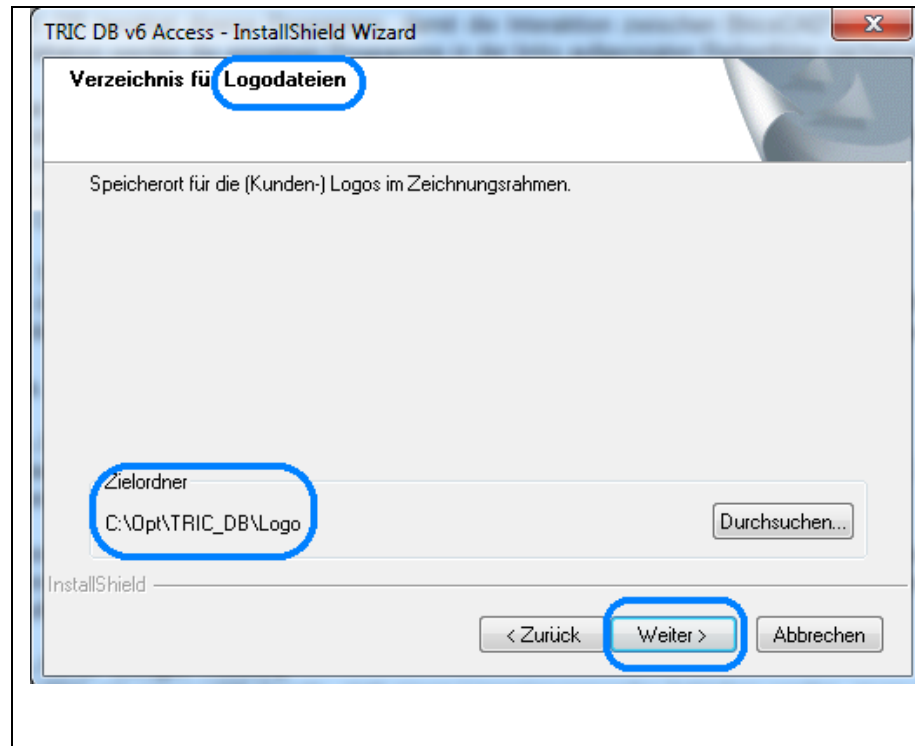 TRIC DB v6 Access - InstallShield Wizard
Verzeichnis für Logodateien
Speicherort für die (Kunden-) Logos im Zeichnungsrahmen.
Zielordner
C:\Opt\TRIC_DB\Logo
Durchsuchen...
InstallShield
< Zurück
Weiter >
Abbrechen